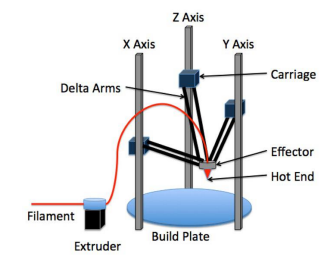 Z Axis
X Axis
Y Axis
Carriage
Delta Arms
Effector
Hot End
Filament
Build Plate
Extruder